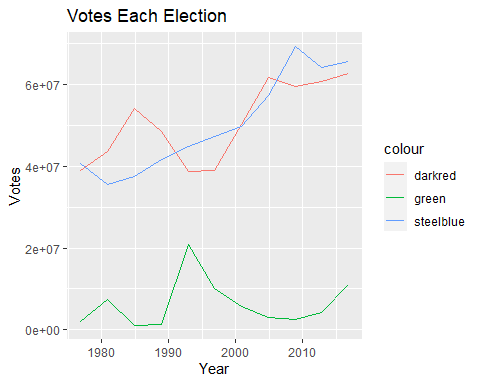 Votes Each Election
6e+07
4e+07
2e+07
0e+00
Votes
1980
1990
2000
2010
Year
colour
darkred
green
steelblue